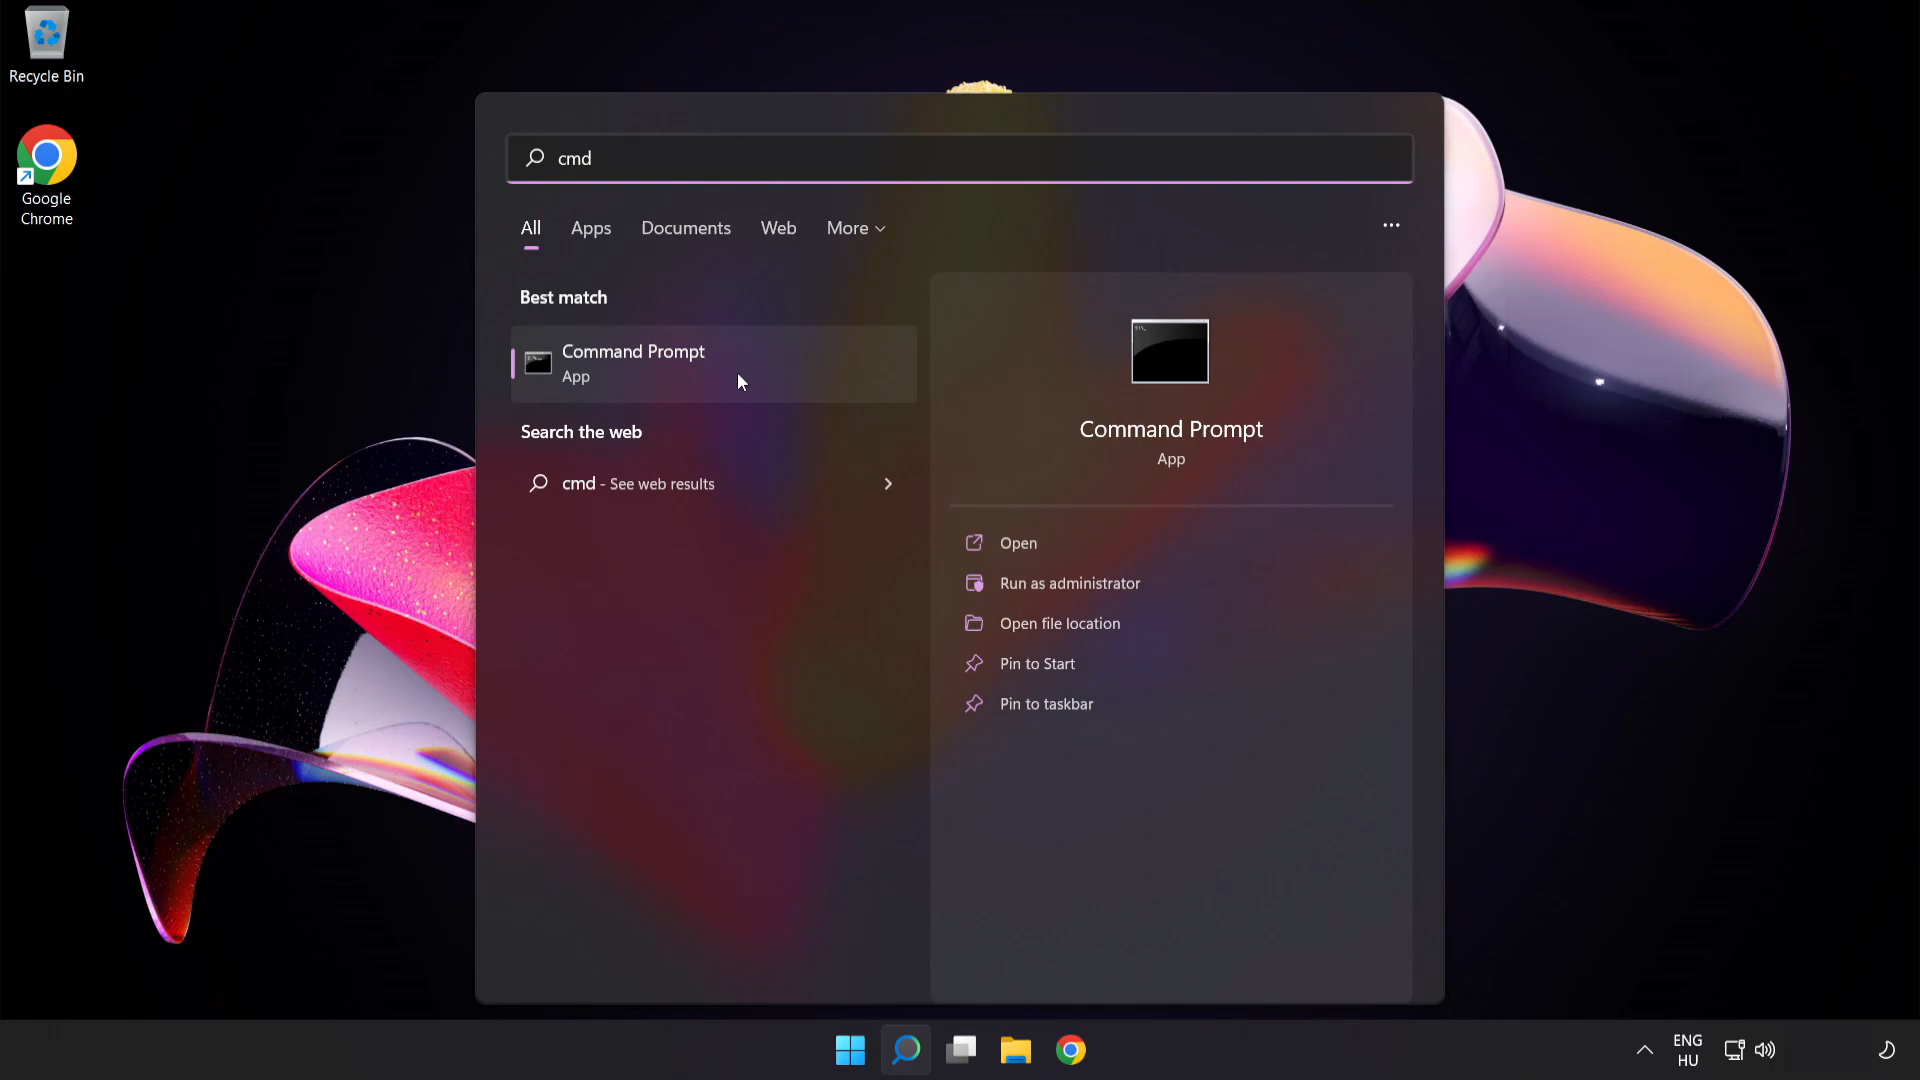 Recycle Bin
Google
Chrome
cmd
All Apps Documents Web More
Best match
Command Prompt
App
Search the web
cmd - See web results
Command Prompt
App
Open
Run as administrator
Open file location
Pin to Start
Pin to taskbar
ENG
HU